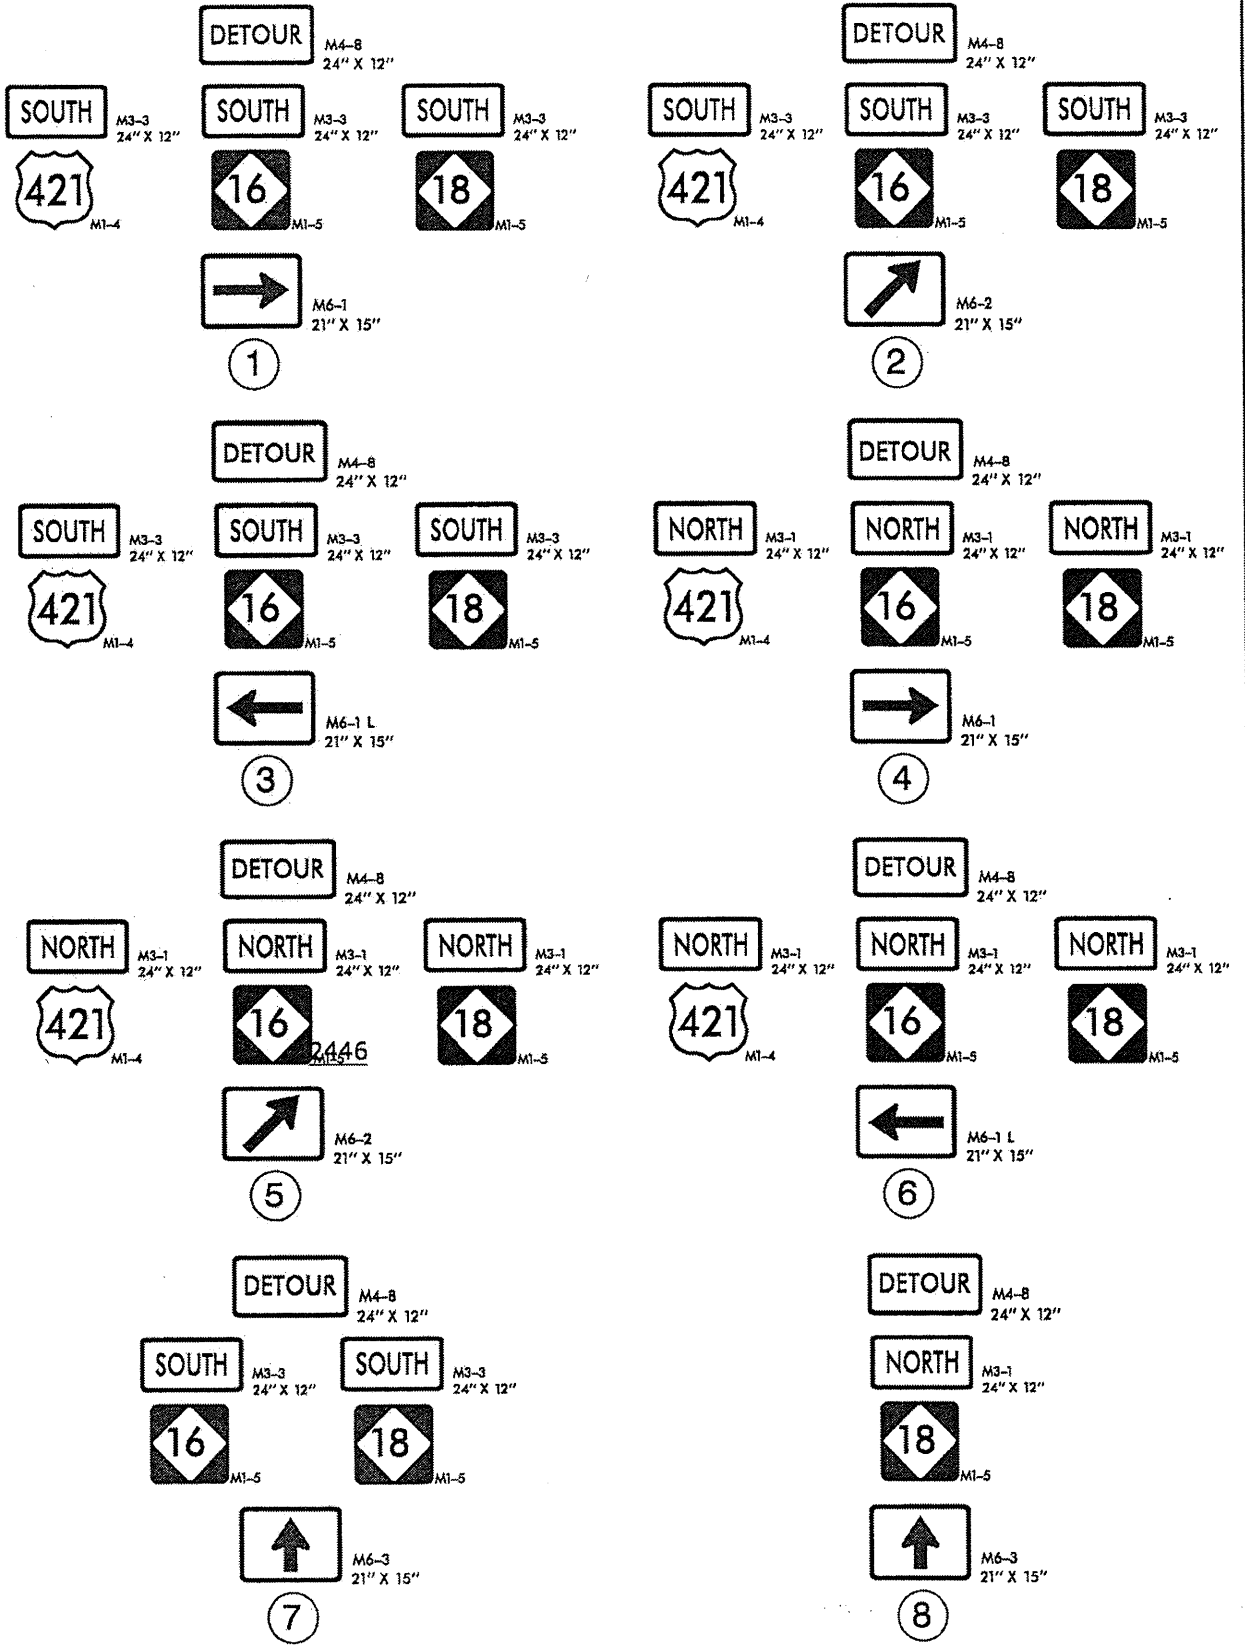 DETOUR M4-8
24" X 12"
SOUTH M3-3
24" X 12"
SOUTH M3-3
24" X 12"
SOUTH M3-3
24" X 12"
421 M1-4
16 M1-5
18 M1-5
M6-1
21" X 15"
1
DETOUR M4-8
24" X 12"
SOUTH M3-3
24" X 12"
SOUTH M3-3
24" X 12"
SOUTH M3-3
24" X 12"
421 M1-4
16 M1-5
18 M1-5
M6-2
21" X 15"
2
DETOUR M4-8
24" X 12"
SOUTH M3-3
24" X 12"
SOUTH M3-3
24" X 12"
SOUTH M3-3
24" X 12"
421 M1-4
16 M1-5
18 M1-5
M6-1 L
21" X 15"
3
DETOUR M4-8
24" X 12"
NORTH M3-1
24" X 12"
NORTH M3-1
24" X 12"
NORTH M3-1
24" X 12"
421 M1-4
16 M1-5
18 M1-5
M6-1
21" X 15"
4
DETOUR M4-8
24" X 12"
NORTH M3-1
24" X 12"
NORTH M3-1
24" X 12"
NORTH M3-1
24" X 12"
421 M1-4
16 M1-5
2446
18 M1-5
M6-2
21" X 15"
5
DETOUR M4-8
24" X 12"
NORTH M3-1
24" X 12"
NORTH M3-1
24" X 12"
NORTH M3-1
24" X 12"
421 M1-4
16 M1-5
18 M1-5
M6-1 L
21" X 15"
6
DETOUR M4-8
24" X 12"
SOUTH M3-3
24" X 12"
SOUTH M3-3
24" X 12"
16 M1-5
18 M1-5
M6-3
21" X 15"
7
DETOUR M4-8
24" X 12"
NORTH M3-1
24" X 12"
18 M1-5
M6-3
21" X 15"
8